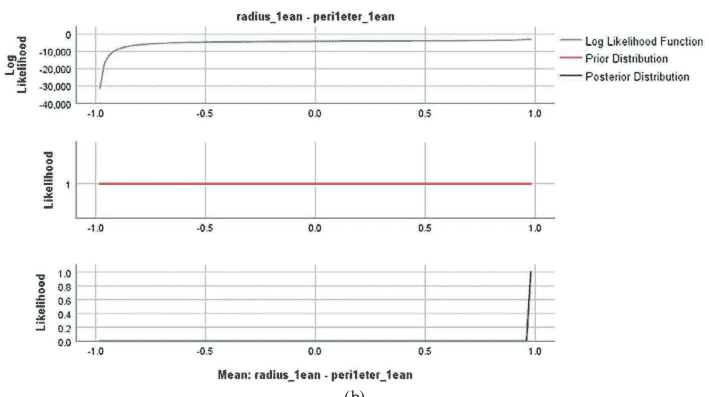 radius_1ean - peri1eter_1ean
Log Likelihood
0
-10,000
-20,000
-30,000
-40,000
-1.0 -0.5 0.0 0.5 1.0
Log Likelihood Function
Prior Distribution
Posterior Distribution
Likelihood
1
-1.0 -0.5 0.0 0.5 1.0
Likelihood
1.0
0.8
0.6
0.4
0.2
0.0
-1.0 -0.5 0.0 0.5 1.0
Mean: radius_1ean - peri1eter_1ean
(b)